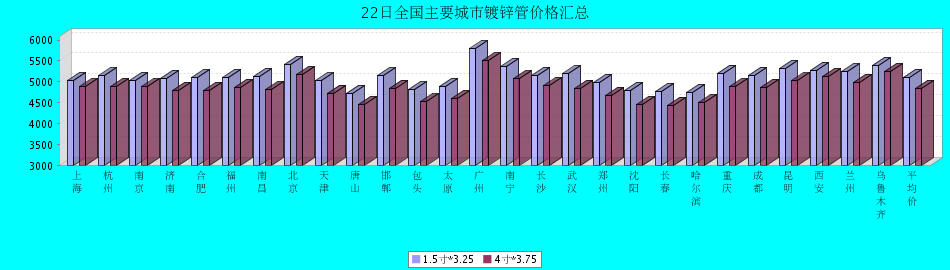 22日全国主要城市镀锌管价格汇总
6000
5500
5000
4500
4000
3500
3000
上海 杭州 南京 济南 合肥 福州 南昌 北京 天津 唐山 邯郸 包头 太原 广州 南宁 长沙 武汉 郑州 沈阳 长春 哈尔滨 重庆 成都 昆明 西安 兰州 乌鲁木齐 平均价
1.5寸*3.25 4寸*3.75